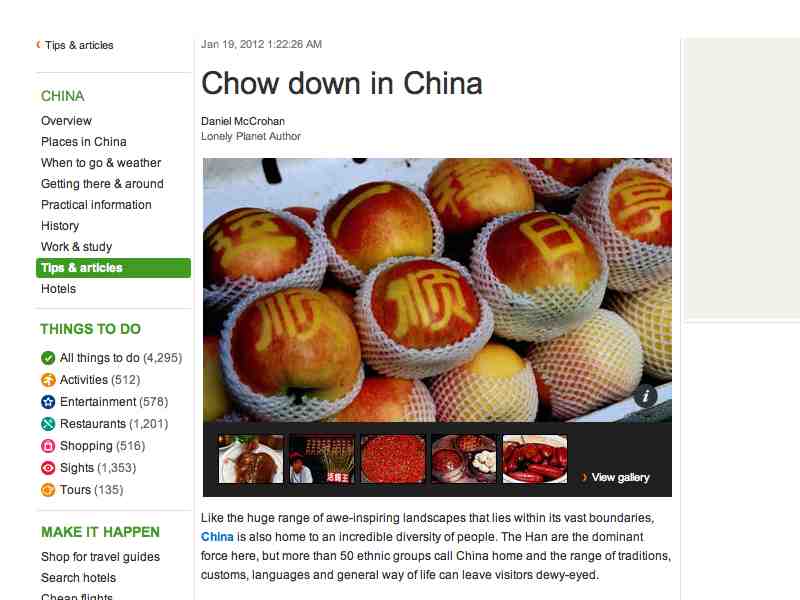 Tips & articles
CHINA
Overview
Places in China
When to go & weather
Getting there & around
Practical information
History
Work & study
Tips & articles
Hotels
THINGS TO DO
All things to do (4,295)
Activities (512)
Entertainment (578)
Restaurants (1,201)
Shopping (516)
Sights (1,353)
Tours (135)
MAKE IT HAPPEN
Shop for travel guides
Search hotels
Cheap flights
Jan 19, 2012 1:22:26 AM
Chow down in China
Daniel McCrohan
Lonely Planet Author
一
日
顺
顺
i
View gallery
Like the huge range of awe-inspiring landscapes that lies within its vast boundaries,
China is also home to an incredible diversity of people. The Han are the dominant
force here, but more than 50 ethnic groups call China home and the range of traditions,
customs, languages and general way of life can leave visitors dewy-eyed.